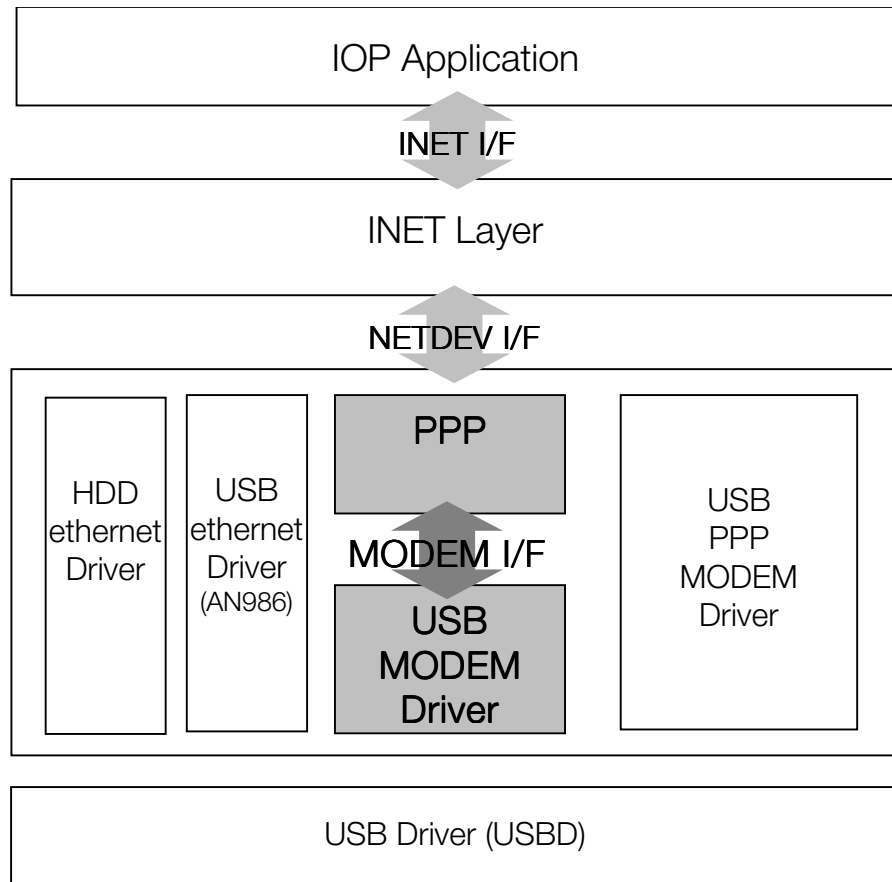 IOP Application
INET I/F
INET Layer
NETDEV I/F
HDD
ethernet
Driver
USB
ethernet
Driver
(AN986)
PPP
MODEM I/F
USB
MODEM
Driver
USB
PPP
MODEM
Driver
USB Driver (USBD)